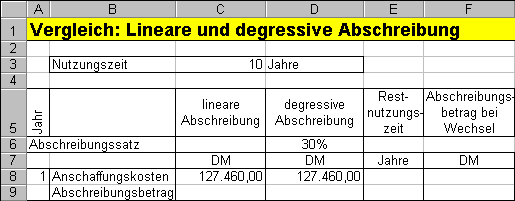 A B C D E F
1 Vergleich: Lineare und degressive Abschreibung
2
3 Nutzungszeit 10 Jahre
4
5 Jahr lineare Abschreibung degressive Abschreibung Rest-nutzungs-zeit Abschreibungs-betrag bei Wechsel
6 Abschreibungssatz 30%
7 DM DM Jahre DM
8 1 Anschaffungskosten 127.460,00 127.460,00
9 Abschreibungsbetrag